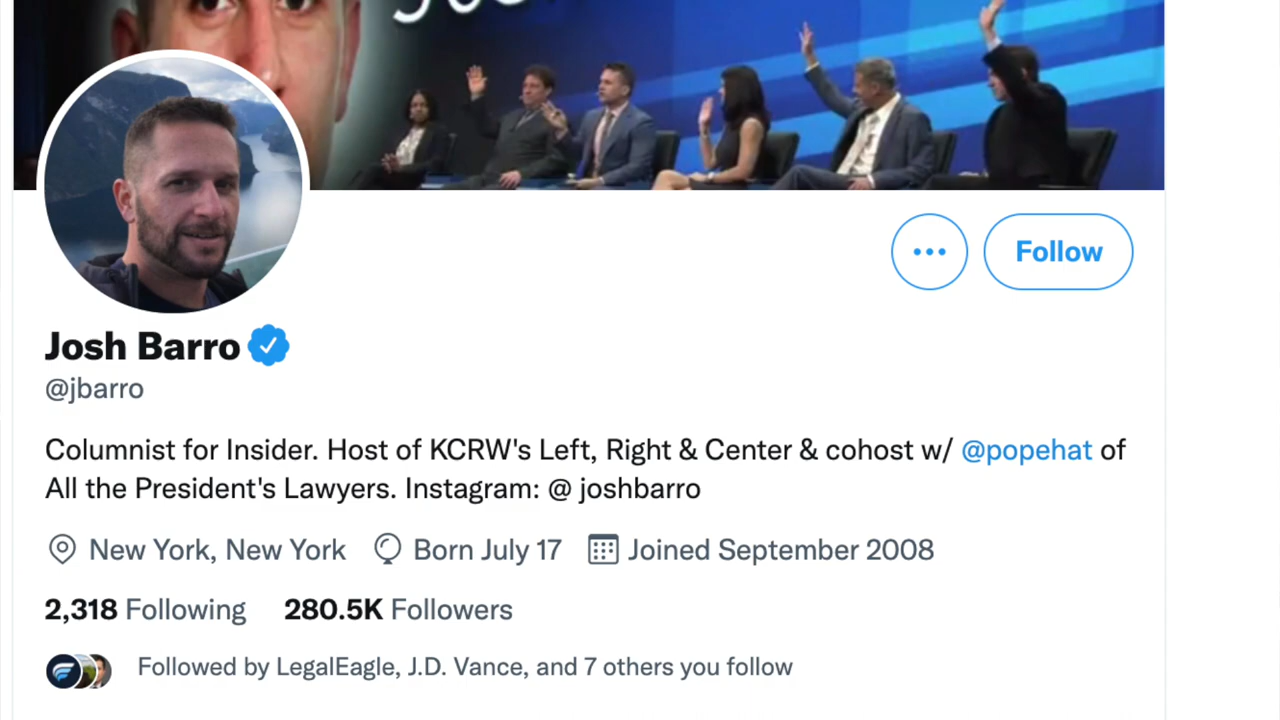 Josh Barro
@jbarro
Columnist for Insider. Host of KCRW's Left, Right & Center & cohost w/ @popehat of
All the President's Lawyers. Instagram: @ joshbarro
New York, New York Born July 17 Joined September 2008
2,318 Following 280.5K Followers
Followed by LegalEagle, J.D. Vance, and 7 others you follow
Follow